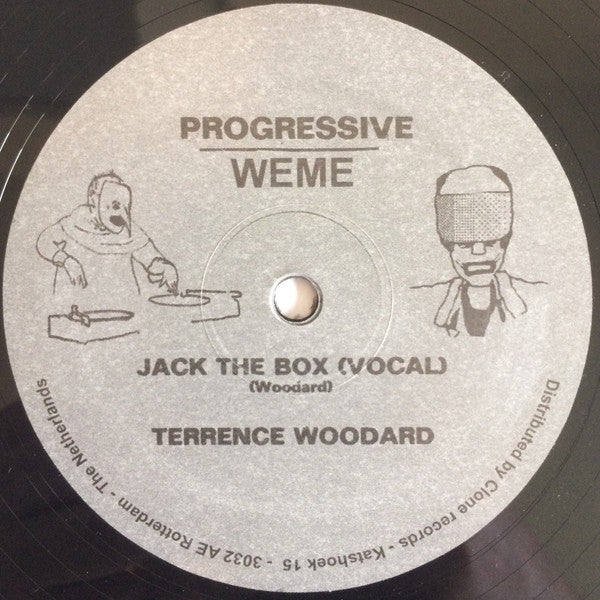 PROGRESSIVE
WEME
JACK THE BOX (VOCAL)
(Woodard)
TERRENCE WOODARD
Distributed by Clone records - Katshoek 15 - 3032 AE Rotterdam - The Netherlands